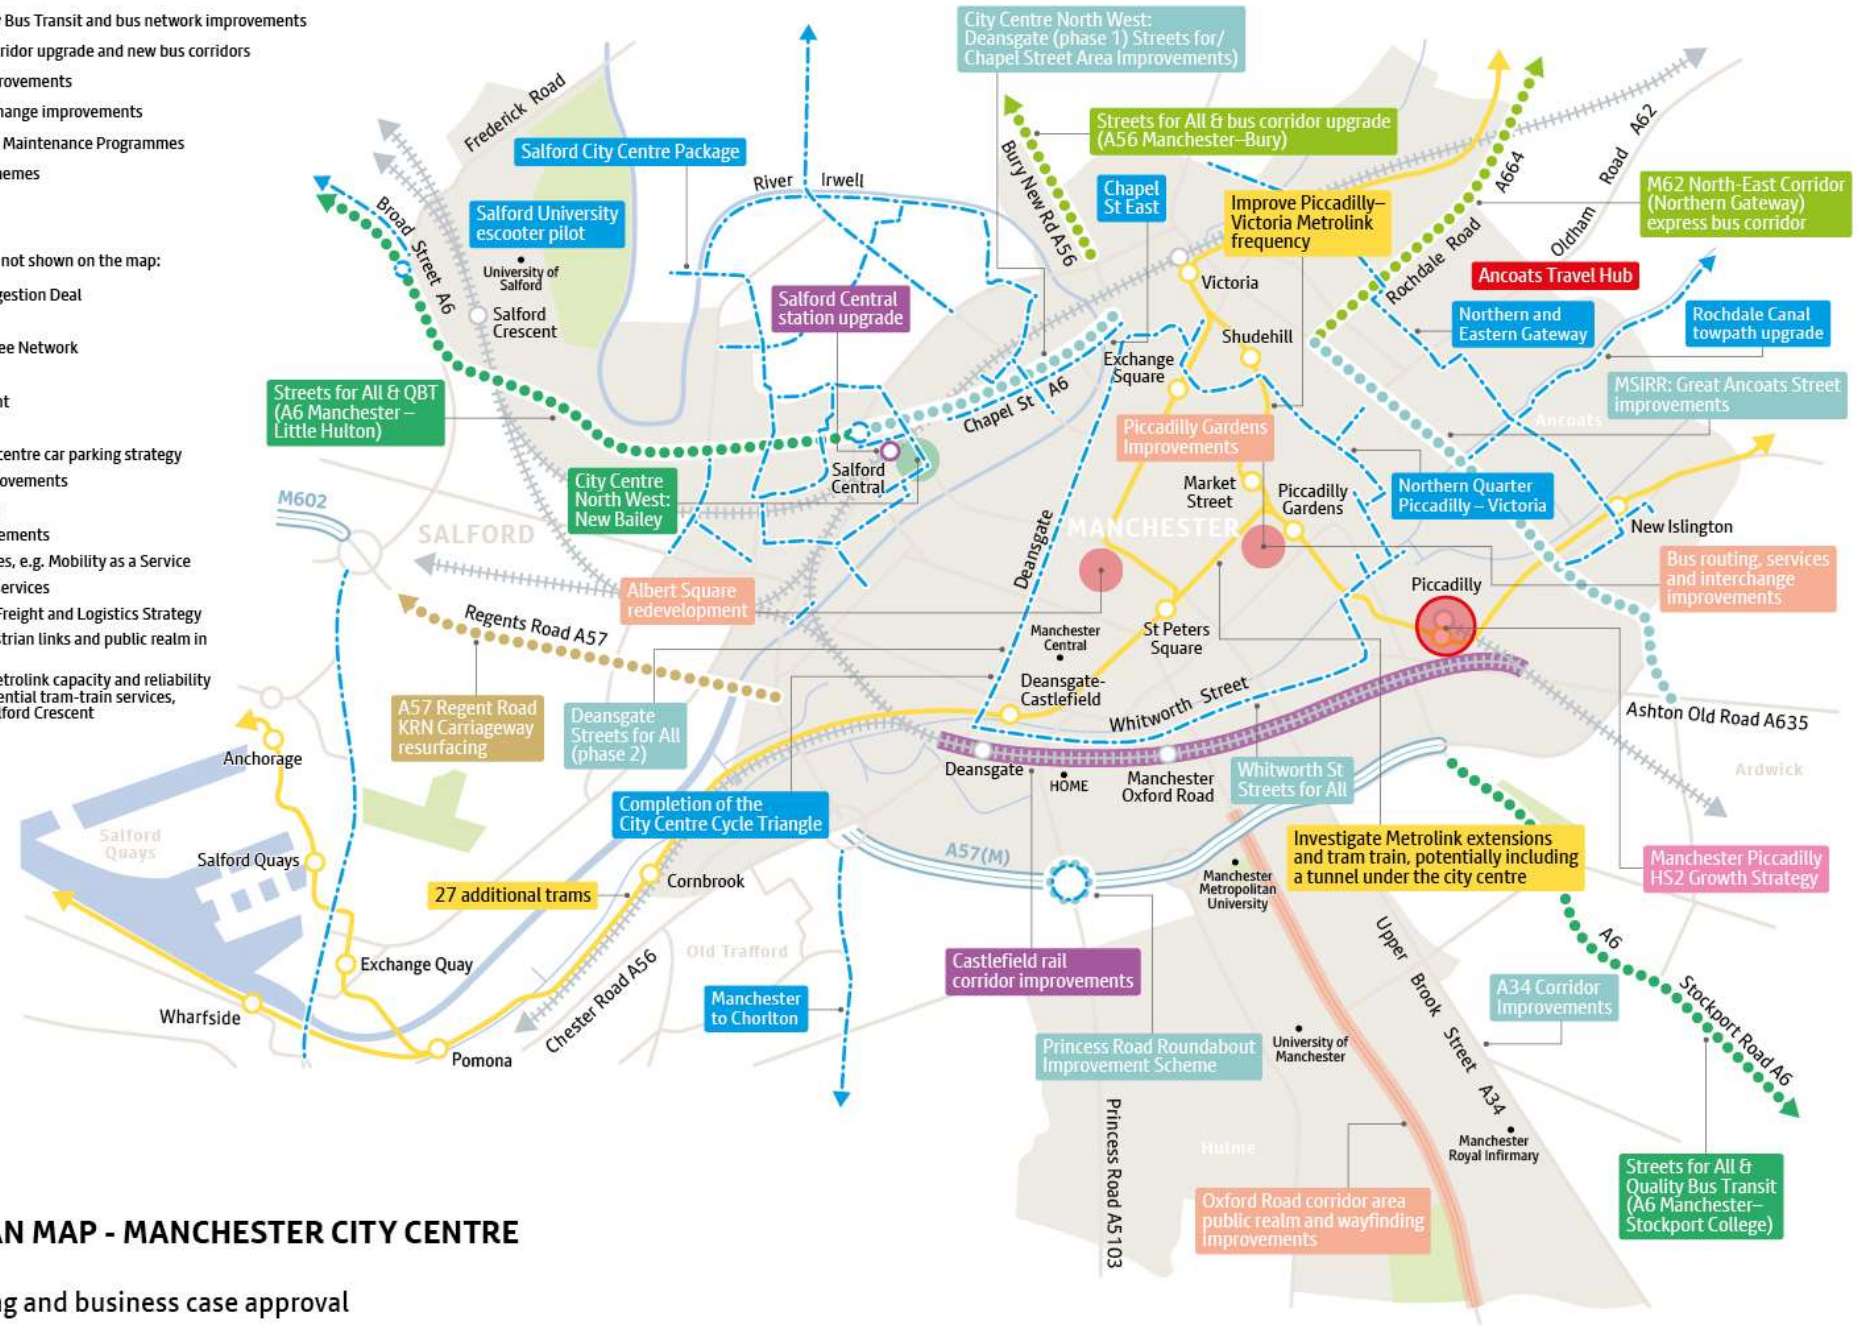 Bus Transit and bus network improvements
ridor upgrade and new bus corridors
rovements
hange improvements
Maintenance Programmes
emes
not shown on the map:
gestion Deal
ee Network
nt
centre car parking strategy
ovements
ements
es, e.g. Mobility as a Service
ervices
Freight and Logistics Strategy
strian links and public realm in
etrolink capacity and reliability
ential tram-train services,
lford Crescent
City Centre North West:
Deansgate (phase 1) Streets for/
Chapel Street Area Improvements)
Frederick Road
Salford City Centre Package
River Irwell
Bury New Rd A56
Streets for All & bus corridor upgrade
(A56 Manchester–Bury)
Chapel
St East
Improve Piccadilly–
Victoria Metrolink
frequency
A664
Rochdale Road
Oldham Road A62
M62 North-East Corridor
(Northern Gateway)
express bus corridor
Broad Street A6
Salford University
escooter pilot
University of
Salford
Salford
Crescent
Salford Central
station upgrade
Victoria
Shudehill
Exchange
Square
Ancoats Travel Hub
Northern and
Eastern Gateway
Rochdale Canal
towpath upgrade
MSIRR: Great Ancoats Street
improvements
Ancoats
Streets for All & QBT
(A6 Manchester –
Little Hulton)
Chapel St A6
Piccadilly Gardens
Improvements
Salford
Central
City Centre
North West:
New Bailey
Market
Street
Piccadilly
Gardens
Northern Quarter
Piccadilly – Victoria
New Islington
M602
SALFORD
MANCHESTER
Deansgate
Bus routing, services
and interchange
improvements
Piccadilly
Albert Square
redevelopment
Regents Road A57
Manchester
Central
St Peters
Square
Deansgate-
Castlefield
Whitworth Street
Ashton Old Road A635
A57 Regent Road
KRN Carriageway
resurfacing
Deansgate
Streets for All
(phase 2)
Anchorage
Deansgate
HOME
Manchester
Oxford Road
Whitworth St
Streets for All
Ardwick
Completion of the
City Centre Cycle Triangle
Salford
Quays
Salford Quays
A57(M)
Investigate Metrolink extensions
and tram train, potentially including
a tunnel under the city centre
Manchester Piccadilly
HS2 Growth Strategy
27 additional trams
Cornbrook
Manchester
Metropolitan
University
Old Trafford
Exchange Quay
Castlefield rail
corridor improvements
Upper Brook Street A34
A6
Stockport Road A6
A34 Corridor
Improvements
Wharfside
Manchester
to Chorlton
Chester Road A56
Pomona
Princess Road Roundabout
Improvement Scheme
University of
Manchester
Princess Road A5103
Hulme
Manchester
Royal Infirmary
Streets for All &
Quality Bus Transit
(A6 Manchester–
Stockport College)
Oxford Road corridor area
public realm and wayfinding
improvements
AN MAP - MANCHESTER CITY CENTRE
ng and business case approval